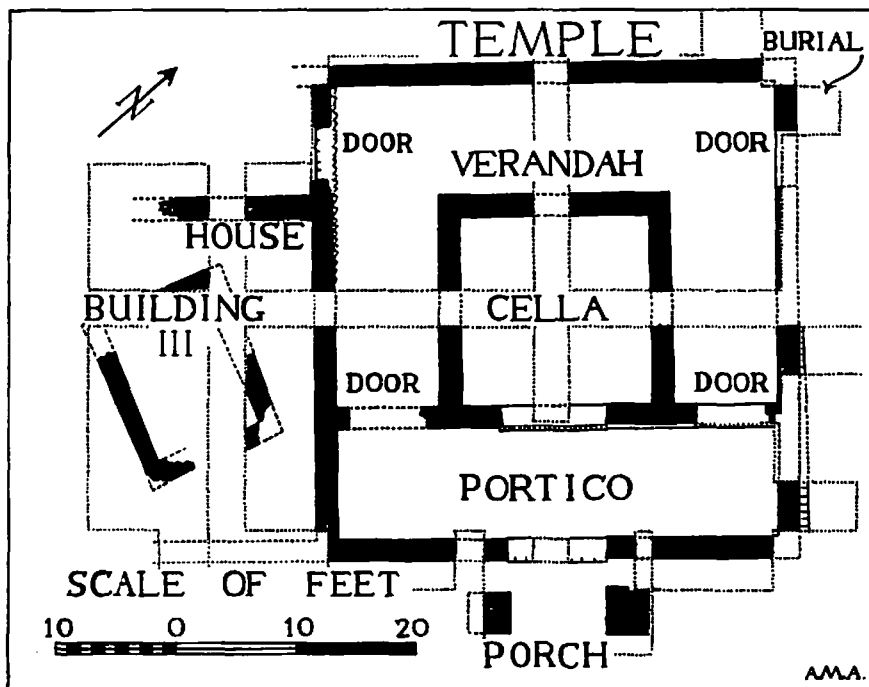 TEMPLE
BURIAL
N
DOOR
DOOR
VERANDAH
HOUSE
BUILDING
III
CELLA
DOOR
DOOR
PORTICO
SCALE OF FEET
10 0 10 20
PORCH
A.M.A.